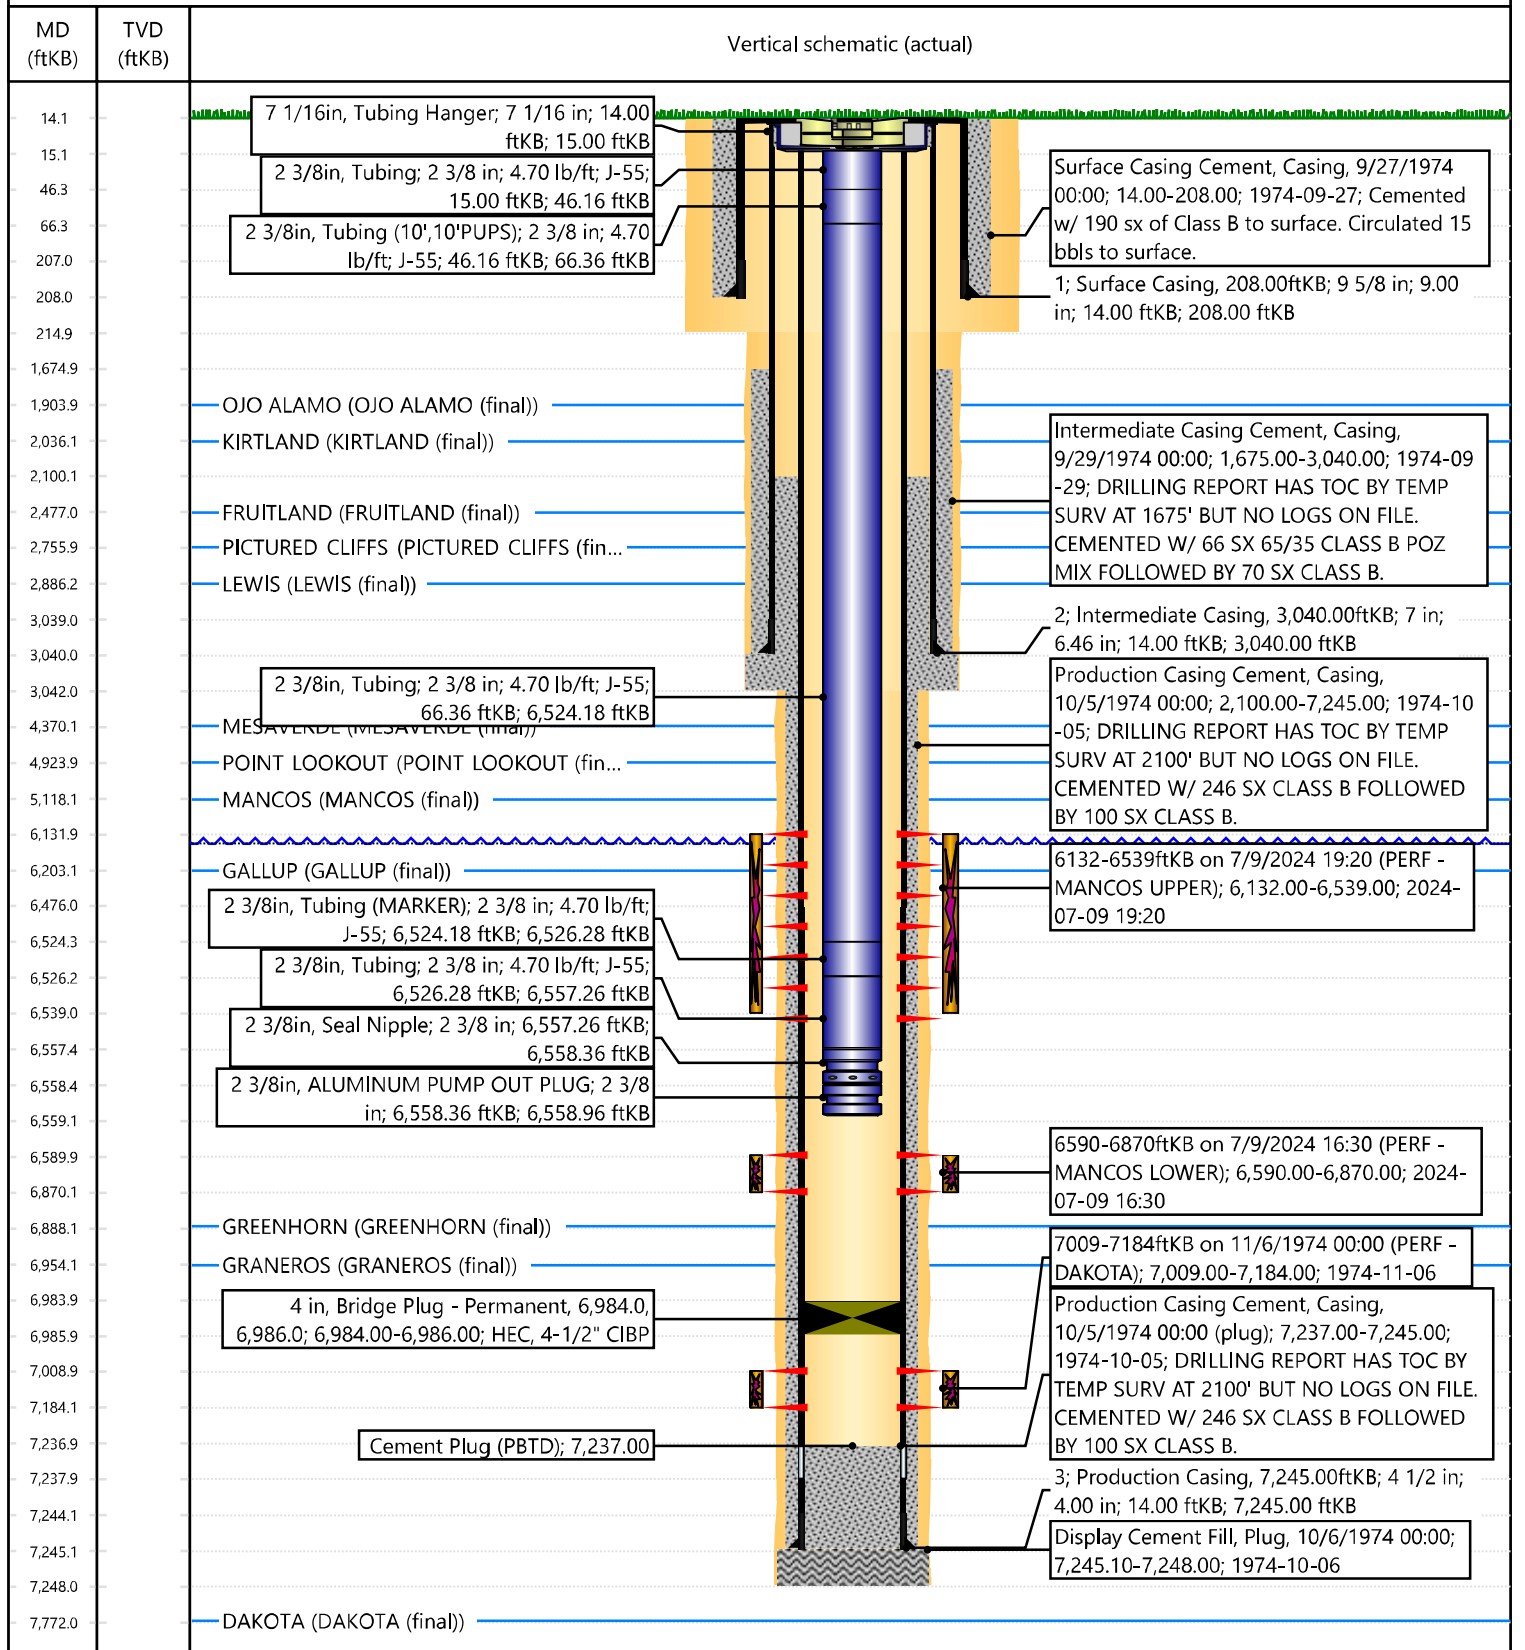 MD
(ftKB)
TVD
(ftKB)
Vertical schematic (actual)
14.1
15.1
46.3
66.3
207.0
208.0
214.9
1,674.9
1,903.9
2,036.1
2,100.1
2,477.0
2,755.9
2,886.2
3,039.0
3,040.0
3,042.0
4,370.1
4,923.9
5,118.1
6,131.9
6,203.1
6,476.0
6,524.3
6,526.2
6,539.0
6,557.4
6,558.4
6,559.1
6,589.9
6,870.1
6,888.1
6,954.1
6,983.9
6,985.9
7,008.9
7,184.1
7,236.9
7,237.9
7,244.1
7,245.1
7,248.0
7,772.0
7 1/16in, Tubing Hanger; 7 1/16 in; 14.00
ftKB; 15.00 ftKB
2 3/8in, Tubing; 2 3/8 in; 4.70 lb/ft; J-55;
15.00 ftKB; 46.16 ftKB
2 3/8in, Tubing (10',10'PUPS); 2 3/8 in; 4.70
lb/ft; J-55; 46.16 ftKB; 66.36 ftKB
OJO ALAMO (OJO ALAMO (final))
KIRTLAND (KIRTLAND (final))
FRUITLAND (FRUITLAND (final))
PICTURED CLIFFS (PICTURED CLIFFS (fin...
LEWIS (LEWIS (final))
2 3/8in, Tubing; 2 3/8 in; 4.70 lb/ft; J-55;
66.36 ftKB; 6,524.18 ftKB
MESAVERDE (MESAVERDE (final))
POINT LOOKOUT (POINT LOOKOUT (fin...
MANCOS (MANCOS (final))
GALLUP (GALLUP (final))
2 3/8in, Tubing (MARKER); 2 3/8 in; 4.70 lb/ft;
J-55; 6,524.18 ftKB; 6,526.28 ftKB
2 3/8in, Tubing; 2 3/8 in; 4.70 lb/ft; J-55;
6,526.28 ftKB; 6,557.26 ftKB
2 3/8in, Seal Nipple; 2 3/8 in; 6,557.26 ftKB;
6,558.36 ftKB
2 3/8in, ALUMINUM PUMP OUT PLUG; 2 3/8
in; 6,558.36 ftKB; 6,558.96 ftKB
GREENHORN (GREENHORN (final))
GRANEROS (GRANEROS (final))
4 in, Bridge Plug - Permanent, 6,984.0,
6,986.0; 6,984.00-6,986.00; HEC, 4-1/2" CIBP
Cement Plug (PBTD); 7,237.00
DAKOTA (DAKOTA (final))
Surface Casing Cement, Casing, 9/27/1974
00:00; 14.00-208.00; 1974-09-27; Cemented
w/ 190 sx of Class B to surface. Circulated 15
bbls to surface.
1; Surface Casing, 208.00ftKB; 9 5/8 in; 9.00
in; 14.00 ftKB; 208.00 ftKB
Intermediate Casing Cement, Casing,
9/29/1974 00:00; 1,675.00-3,040.00; 1974-09
-29; DRILLING REPORT HAS TOC BY TEMP
SURV AT 1675' BUT NO LOGS ON FILE.
CEMENTED W/ 66 SX 65/35 CLASS B POZ
MIX FOLLOWED BY 70 SX CLASS B.
2; Intermediate Casing, 3,040.00ftKB; 7 in;
6.46 in; 14.00 ftKB; 3,040.00 ftKB
Production Casing Cement, Casing,
10/5/1974 00:00; 2,100.00-7,245.00; 1974-10
-05; DRILLING REPORT HAS TOC BY TEMP
SURV AT 2100' BUT NO LOGS ON FILE.
CEMENTED W/ 246 SX CLASS B FOLLOWED
BY 100 SX CLASS B.
6132-6539ftKB on 7/9/2024 19:20 (PERF -
MANCOS UPPER); 6,132.00-6,539.00; 2024-
07-09 19:20
6590-6870ftKB on 7/9/2024 16:30 (PERF -
MANCOS LOWER); 6,590.00-6,870.00; 2024-
07-09 16:30
7009-7184ftKB on 11/6/1974 00:00 (PERF -
DAKOTA); 7,009.00-7,184.00; 1974-11-06
Production Casing Cement, Casing,
10/5/1974 00:00 (plug); 7,237.00-7,245.00;
1974-10-05; DRILLING REPORT HAS TOC BY
TEMP SURV AT 2100' BUT NO LOGS ON FILE.
CEMENTED W/ 246 SX CLASS B FOLLOWED
BY 100 SX CLASS B.
3; Production Casing, 7,245.00ftKB; 4 1/2 in;
4.00 in; 14.00 ftKB; 7,245.00 ftKB
Display Cement Fill, Plug, 10/6/1974 00:00;
7,245.10-7,248.00; 1974-10-06